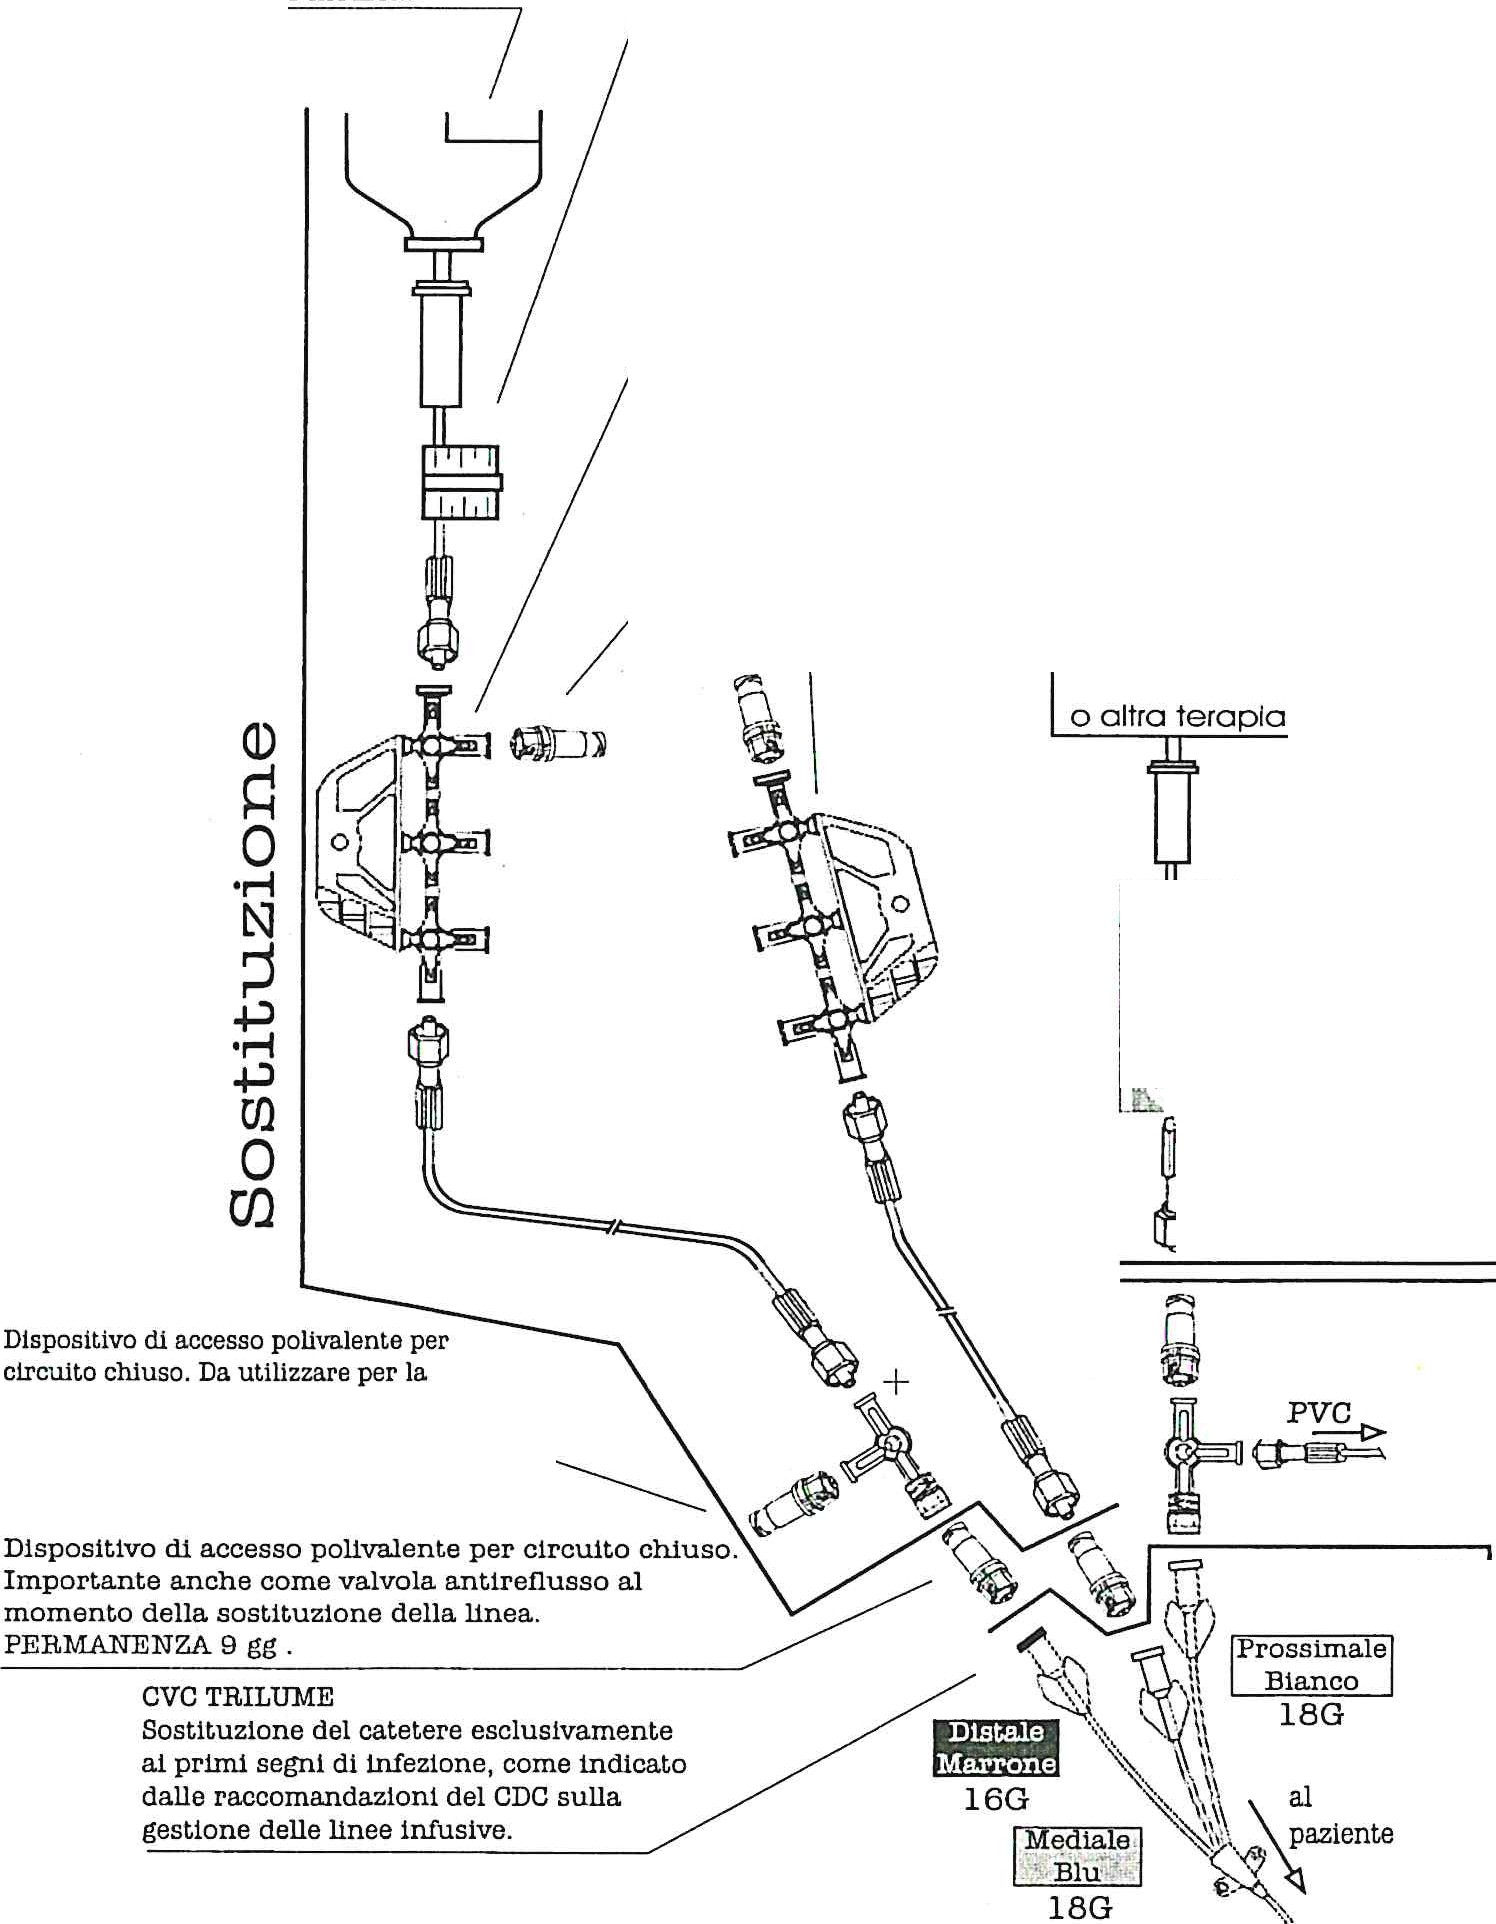 o altra terapia
Sostituzione
Dispositivo di accesso polivalente per
circuito chiuso. Da utilizzare per la
PVC
Dispositivo di accesso polivalente per circuito chiuso.
Importante anche come valvola antireflusso al
momento della sostituzione della linea.
PERMANENZA 9 gg .
CVC TRILUME
Sostituzione del catetere esclusivamente
ai primi segni di infezione, come indicato
dalle raccomandazioni del CDC sulla
gestione delle linee infusive.
Prossimale
Bianco
18G
Distale
Marrone
16G
Mediale
Blu
18G
al
paziente